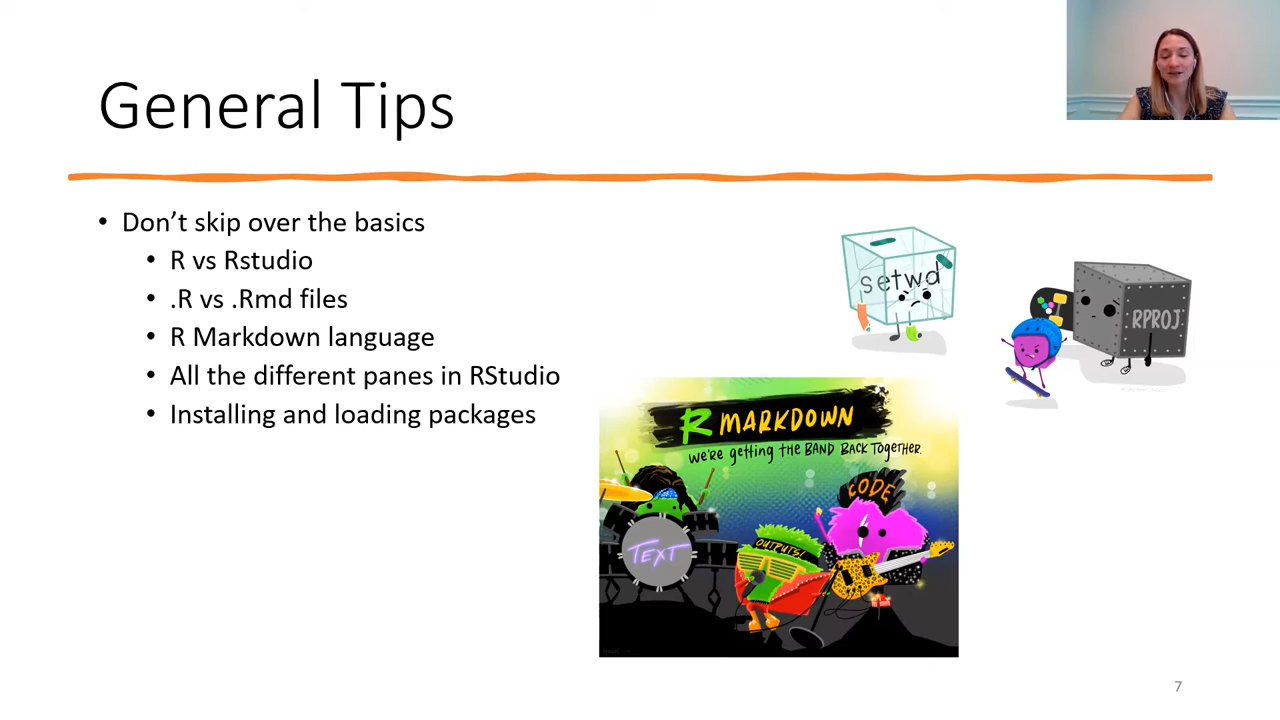 General Tips
• Don’t skip over the basics
• R vs Rstudio
• .R vs .Rmd files
• R Markdown language
• All the different panes in RStudio
• Installing and loading packages
setwd
RPROJ
R MARKDOWN
we're getting the BAND BACK TOgether.
CODE
TEXT
OUTPUTS!
7